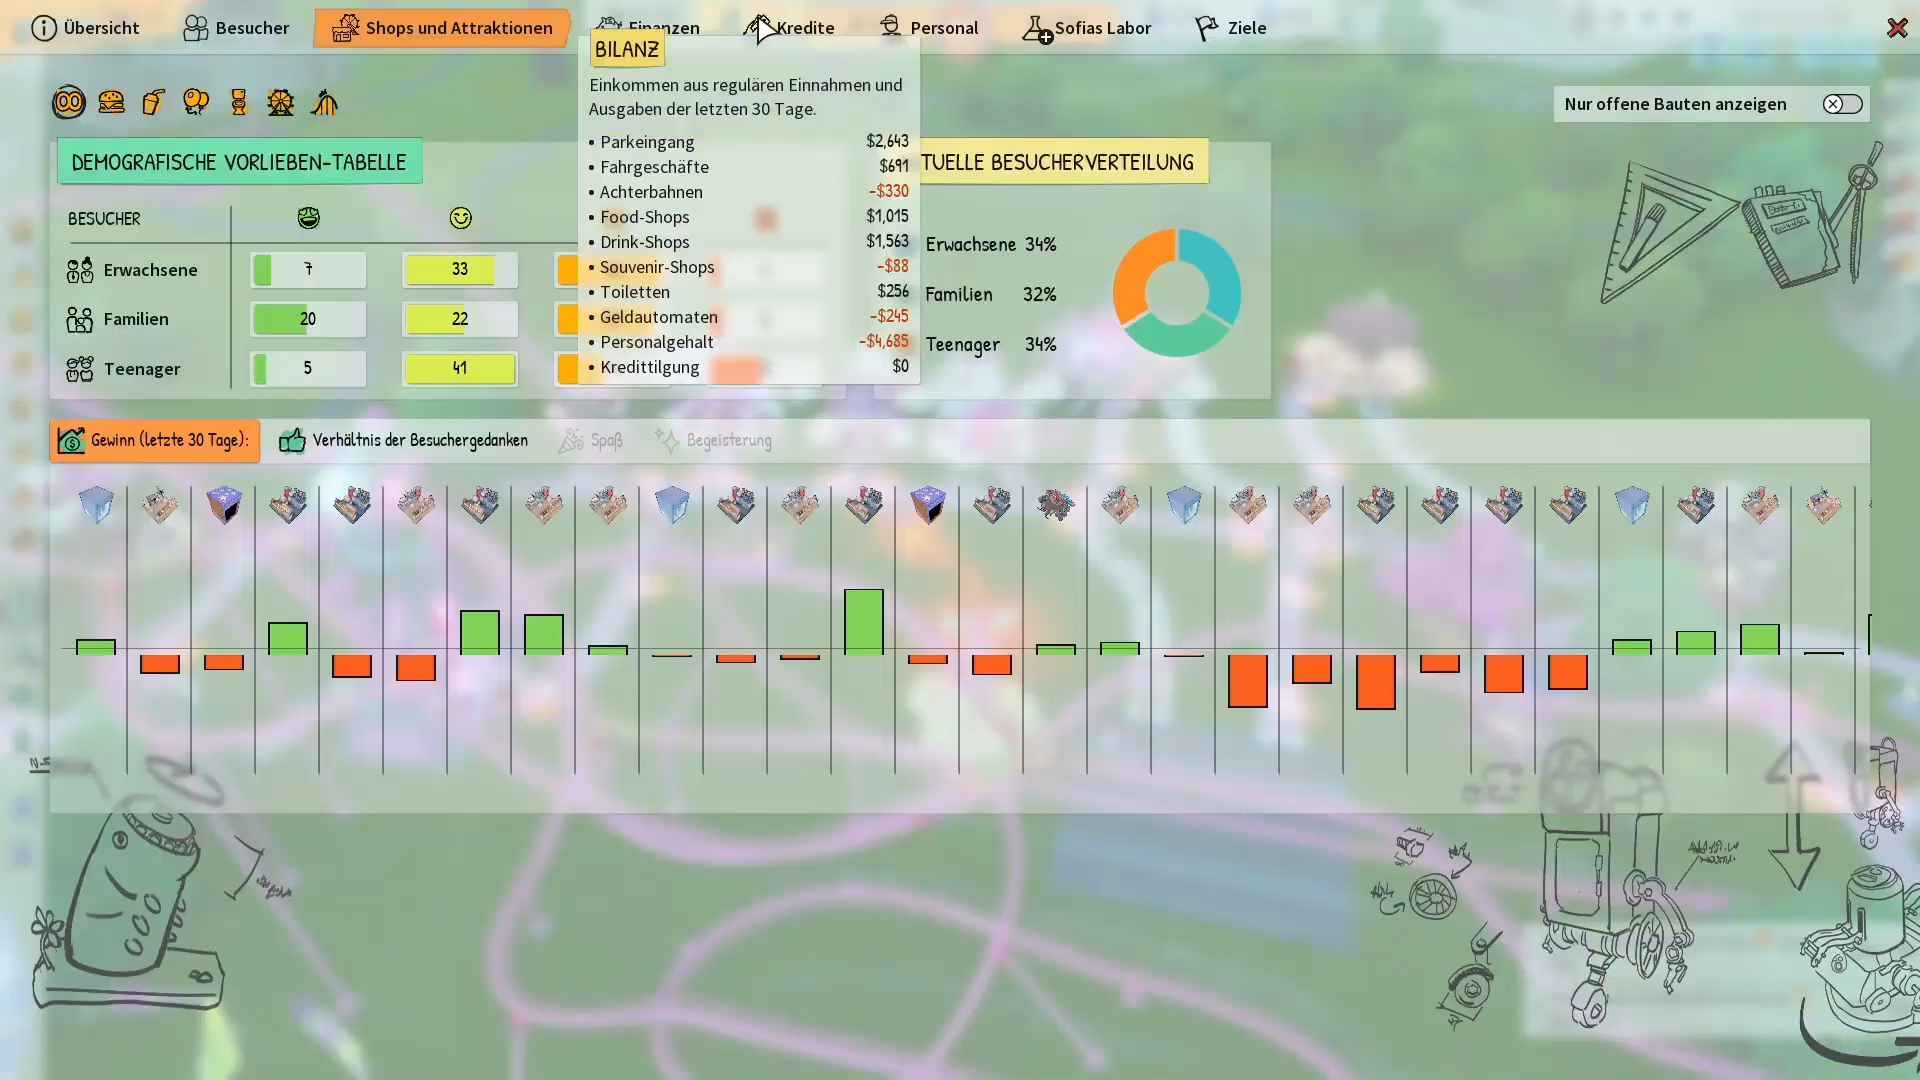 Übersicht
Besucher
Shops und Attraktionen
Finanzen
Kredite
Personal
Sofias Labor
Ziele
BILANZ
Einkommen aus regulären Einnahmen und
Ausgaben der letzten 30 Tage.
• Parkeingang $2,643
• Fahrgeschäfte $691
• Achterbahnen -$330
• Food-Shops $1,015
• Drink-Shops $1,563
• Souvenir-Shops -$88
• Toiletten $256
• Geldautomaten -$245
• Personalgehalt -$4,685
• Kredittilgung $0
Nur offene Bauten anzeigen
DEMOGRAFISCHE VORLIEBEN-TABELLE
BESUCHER
Erwachsene 7 33
Familien 20 22
Teenager 5 41
TUELLE BESUCHERVERTEILUNG
Erwachsene 34%
Familien 32%
Teenager 34%
Gewinn (letzte 30 Tage):
Verhältnis der Besuchergedanken
Spaß
Begeisterung